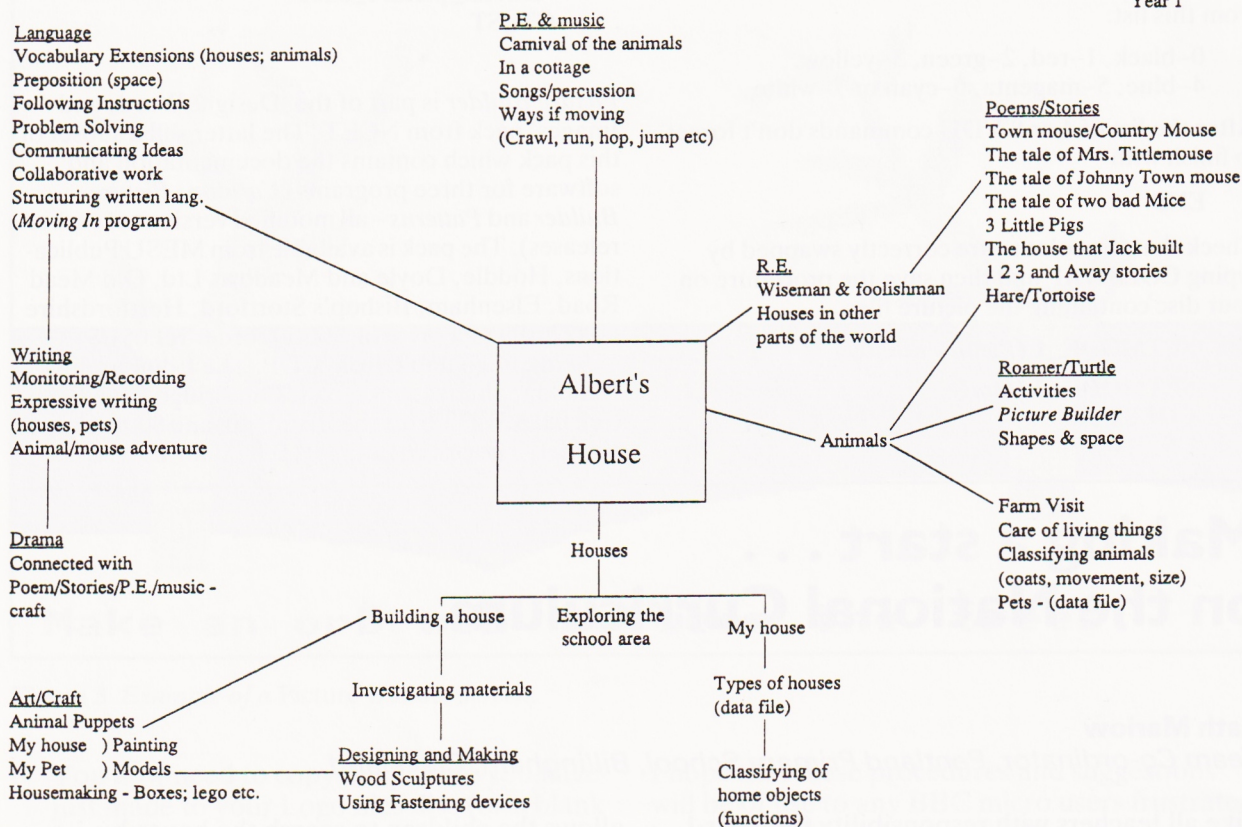 Year 1
Language
Vocabulary Extensions (houses; animals)
Preposition (space)
Following Instructions
Problem Solving
Communicating Ideas
Collaborative work
Structuring written lang.
(Moving In program)
P.E. & music
Carnival of the animals
In a cottage
Songs/percussion
Ways if moving
(Crawl, run, hop, jump etc)
Poems/Stories
Town mouse/Country Mouse
The tale of Mrs. Tittlemouse
The tale of Johnny Town mouse
The tale of two bad Mice
3 Little Pigs
The house that Jack built
1 2 3 and Away stories
Hare/Tortoise
R.E.
Wiseman & foolishman
Houses in other
parts of the world
Writing
Monitoring/Recording
Expressive writing
(houses, pets)
Animal/mouse adventure
Albert's
House
Animals
Roamer/Turtle
Activities
Picture Builder
Shapes & space
Farm Visit
Care of living things
Classifying animals
(coats, movement, size)
Pets - (data file)
Drama
Connected with
Poem/Stories/P.E./music -
craft
Houses
Building a house
Exploring the
school area
My house
Investigating materials
Types of houses
(data file)
Art/Craft
Animal Puppets
My house ) Painting
My Pet ) Models
Housemaking - Boxes; lego etc.
Designing and Making
Wood Sculptures
Using Fastening devices
Classifying of
home objects
(functions)